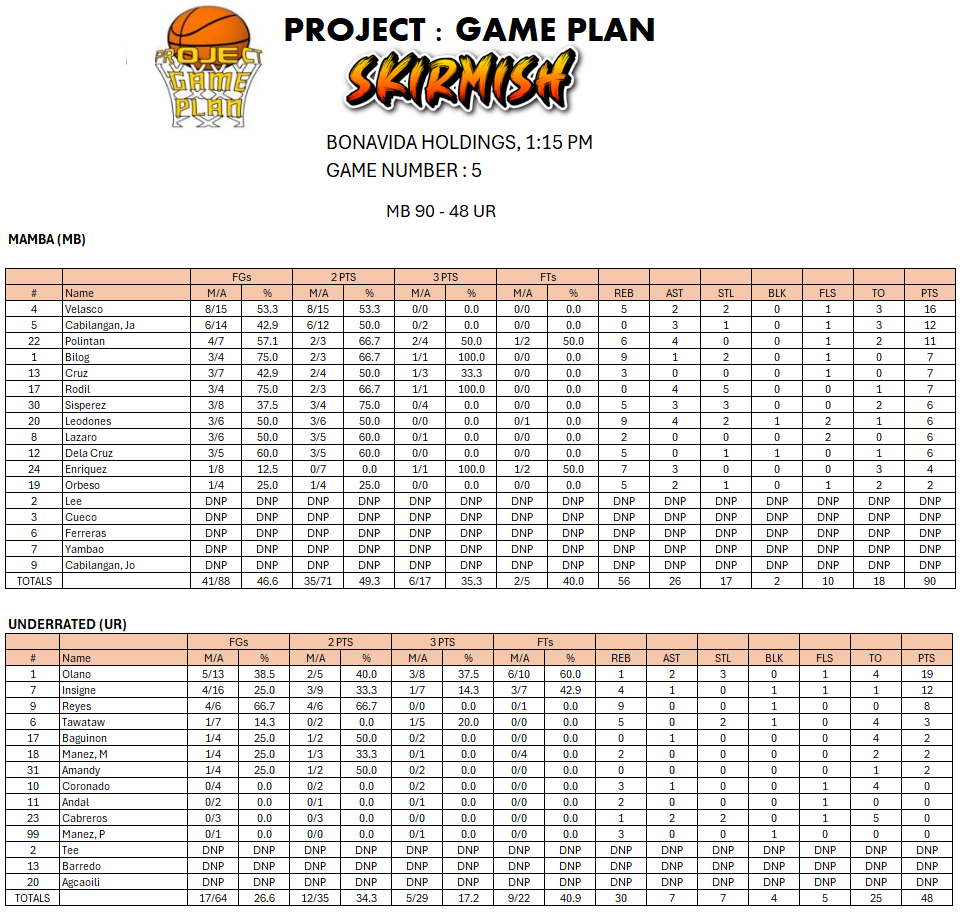 PROJECT
GAME
PLAN
PROJECT : GAME PLAN
SKIRMISH
BONAVIDA HOLDINGS, 1:15 PM
GAME NUMBER : 5
MB 90 - 48 UR
MAMBA (MB)
FGs 2 PTS 3 PTS FTs
# Name M/A % M/A % M/A % M/A % REB AST STL BLK FLS TO PTS
4 Velasco 8/15 53.3 8/15 53.3 0/0 0.0 0/0 0.0 5 2 2 0 1 3 16
5 Cabilangan, Ja 6/14 42.9 6/12 50.0 0/2 0.0 0/0 0.0 0 3 1 0 1 3 12
22 Polintan 4/7 57.1 2/3 66.7 2/4 50.0 1/2 50.0 6 4 0 0 1 2 11
1 Bilog 3/4 75.0 2/3 66.7 1/1 100.0 0/0 0.0 9 1 2 0 1 0 7
13 Cruz 3/7 42.9 2/4 50.0 1/3 33.3 0/0 0.0 3 0 0 0 1 0 7
17 Rodil 3/4 75.0 2/3 66.7 1/1 100.0 0/0 0.0 0 4 5 0 0 1 7
30 Sisperez 3/8 37.5 3/4 75.0 0/4 0.0 0/0 0.0 5 3 3 0 0 2 6
20 Leodones 3/6 50.0 3/6 50.0 0/0 0.0 0/1 0.0 9 4 2 1 2 1 6
8 Lazaro 3/6 50.0 3/5 60.0 0/1 0.0 0/0 0.0 2 0 0 0 2 0 6
12 Dela Cruz 3/5 60.0 3/5 60.0 0/0 0.0 0/0 0.0 5 0 1 1 0 1 6
24 Enriquez 1/8 12.5 0/7 0.0 1/1 100.0 1/2 50.0 7 3 0 0 0 3 4
19 Orbeso 1/4 25.0 1/4 25.0 0/0 0.0 0/0 0.0 5 2 1 0 1 2 2
2 Lee DNP DNP DNP DNP DNP DNP DNP DNP DNP DNP DNP DNP DNP DNP DNP
3 Cueco DNP DNP DNP DNP DNP DNP DNP DNP DNP DNP DNP DNP DNP DNP DNP
6 Ferreras DNP DNP DNP DNP DNP DNP DNP DNP DNP DNP DNP DNP DNP DNP DNP
7 Yambao DNP DNP DNP DNP DNP DNP DNP DNP DNP DNP DNP DNP DNP DNP DNP
9 Cabilangan, Jo DNP DNP DNP DNP DNP DNP DNP DNP DNP DNP DNP DNP DNP DNP DNP
TOTALS 41/88 46.6 35/71 49.3 6/17 35.3 2/5 40.0 56 26 17 2 10 18 90
UNDERRATED (UR)
FGs 2 PTS 3 PTS FTs
# Name M/A % M/A % M/A % M/A % REB AST STL BLK FLS TO PTS
1 Olano 5/13 38.5 2/5 40.0 3/8 37.5 6/10 60.0 1 2 3 0 1 4 19
7 Insigne 4/16 25.0 3/9 33.3 1/7 14.3 3/7 42.9 4 1 0 1 1 1 12
9 Reyes 4/6 66.7 4/6 66.7 0/0 0.0 0/1 0.0 9 0 0 1 0 0 8
6 Tawataw 1/7 14.3 0/2 0.0 1/5 20.0 0/0 0.0 5 0 2 1 0 4 3
17 Baguinon 1/4 25.0 1/2 50.0 0/2 0.0 0/0 0.0 0 1 0 0 0 4 2
18 Manez, M 1/4 25.0 1/3 33.3 0/1 0.0 0/4 0.0 2 0 0 0 0 2 2
31 Amandy 1/4 25.0 1/2 50.0 0/2 0.0 0/0 0.0 0 0 0 0 0 1 2
10 Coronado 0/4 0.0 0/2 0.0 0/2 0.0 0/0 0.0 3 1 0 0 1 4 0
11 Andal 0/2 0.0 0/1 0.0 0/1 0.0 0/0 0.0 2 0 0 0 1 0 0
23 Cabreros 0/3 0.0 0/3 0.0 0/0 0.0 0/0 0.0 1 2 2 0 1 5 0
99 Manez, P 0/1 0.0 0/0 0.0 0/1 0.0 0/0 0.0 3 0 0 1 0 0 0
2 Tee DNP DNP DNP DNP DNP DNP DNP DNP DNP DNP DNP DNP DNP DNP DNP
13 Barredo DNP DNP DNP DNP DNP DNP DNP DNP DNP DNP DNP DNP DNP DNP DNP
20 Agcaoili DNP DNP DNP DNP DNP DNP DNP DNP DNP DNP DNP DNP DNP DNP DNP
TOTALS 17/64 26.6 12/35 34.3 5/29 17.2 9/22 40.9 30 7 7 4 5 25 48